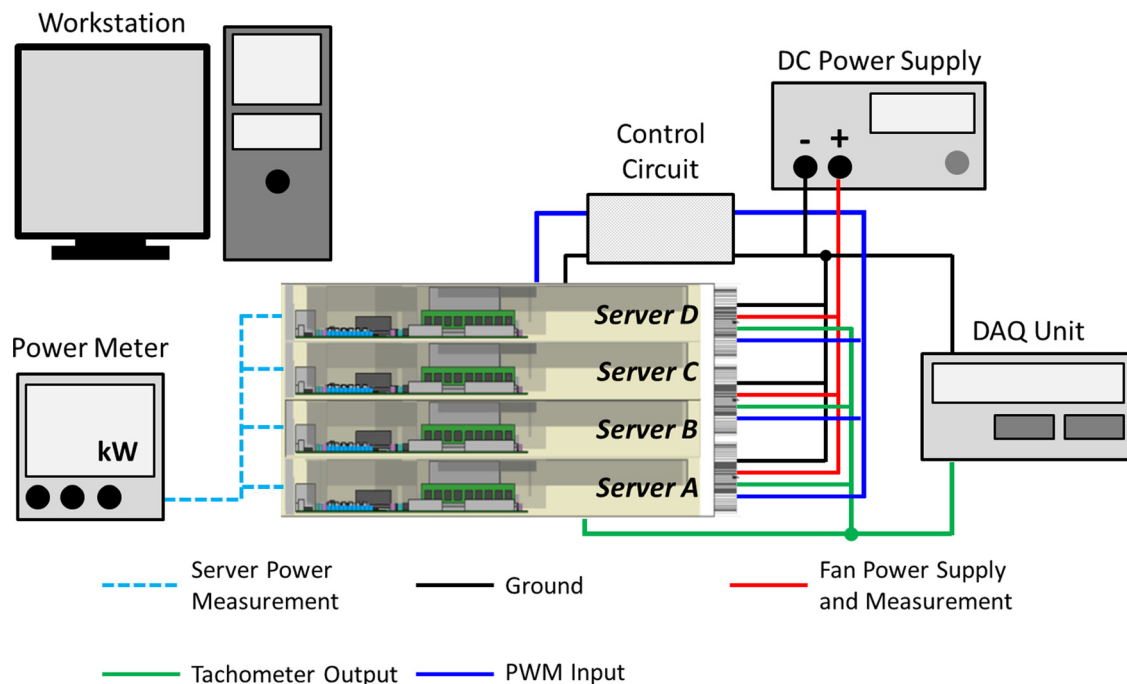 Workstation
DC Power Supply
- +
Control
Circuit
Server D
Power Meter
Server C
DAQ Unit
kW
Server B
Server A
Server Power
Measurement
Ground
Fan Power Supply
and Measurement
Tachometer Output
PWM Input